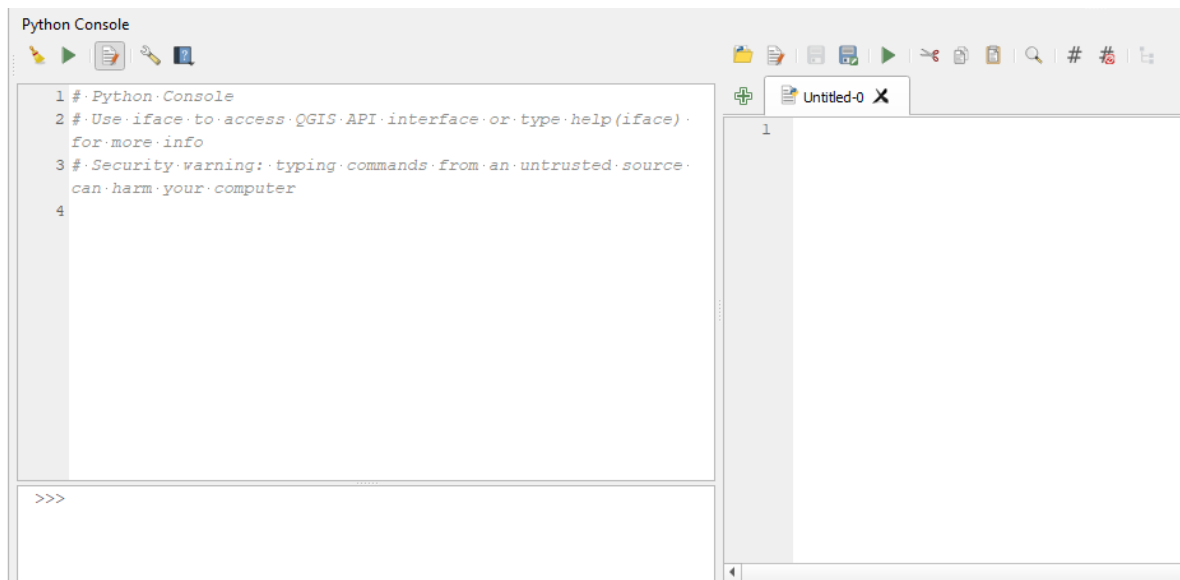 Python Console
1 # Python Console
2 # Use iface to access QGIS API interface or type help(iface)
for more info
3 # Security warning: typing commands from an untrusted source
can harm your computer
4
>>>
Untitled-0
1